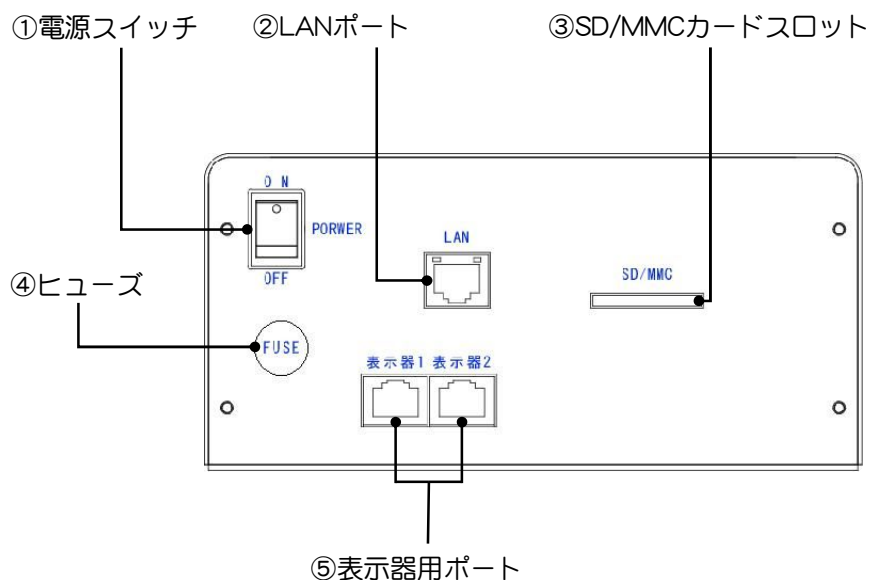 ①電源スイッチ
②LANポート
③SD/MMCカードスロット
ON
PORWER
OFF
LAN
SD/MMC
④ヒューズ
FUSE
表示器1 表示器2
⑤表示器用ポート